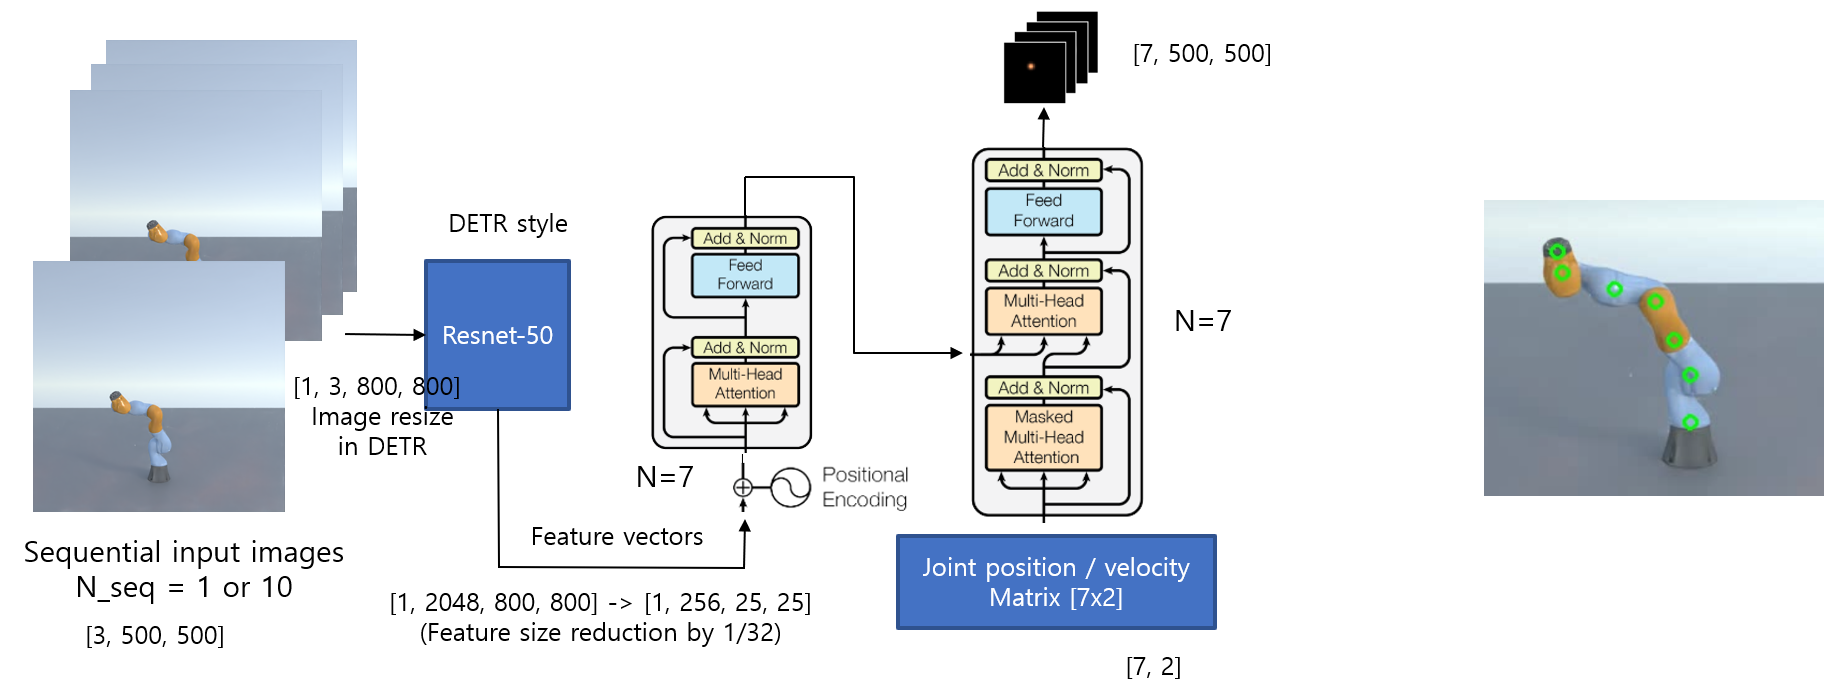 Sequential input images
N_seq = 1 or 10
[3, 500, 500]
[1, 3, 800, 800]
Image resize
in DETR
DETR style
Resnet-50
Feature vectors
[1, 2048, 800, 800] -> [1, 256, 25, 25]
(Feature size reduction by 1/32)
Add & Norm
Feed
Forward
Add & Norm
Multi-Head
Attention
N=7
Positional
Encoding
[7, 500, 500]
Add & Norm
Feed
Forward
Add & Norm
Multi-Head
Attention
Add & Norm
Masked
Multi-Head
Attention
N=7
Joint position / velocity
Matrix [7x2]
[7, 2]